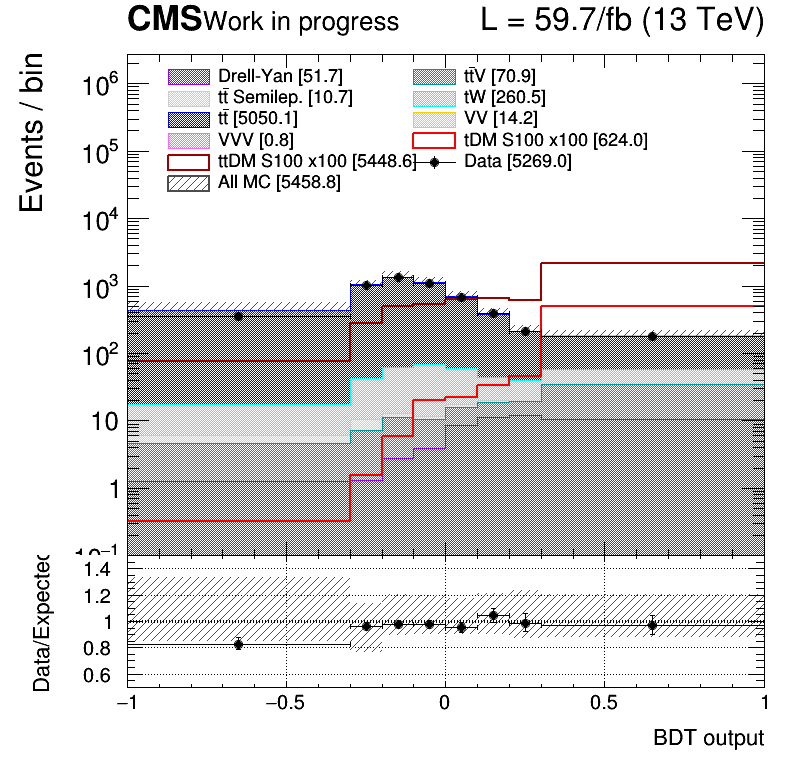 CMS Work in progress L = 59.7/fb (13 TeV)
Events / bin
Drell-Yan [51.7] tt̄V [70.9]
tt̄ Semilep. [10.7] tW [260.5]
tt̄ [5050.1] VV [14.2]
VVV [0.8] tDM S100 x100 [624.0]
ttDM S100 x100 [5448.6] Data [5269.0]
All MC [5458.8]
10⁶
10⁵
10⁴
10³
10²
10
1
10⁻¹
Data/Expected
1.4
1.2
1
0.8
0.6
−1 −0.5 0 0.5 1
BDT output